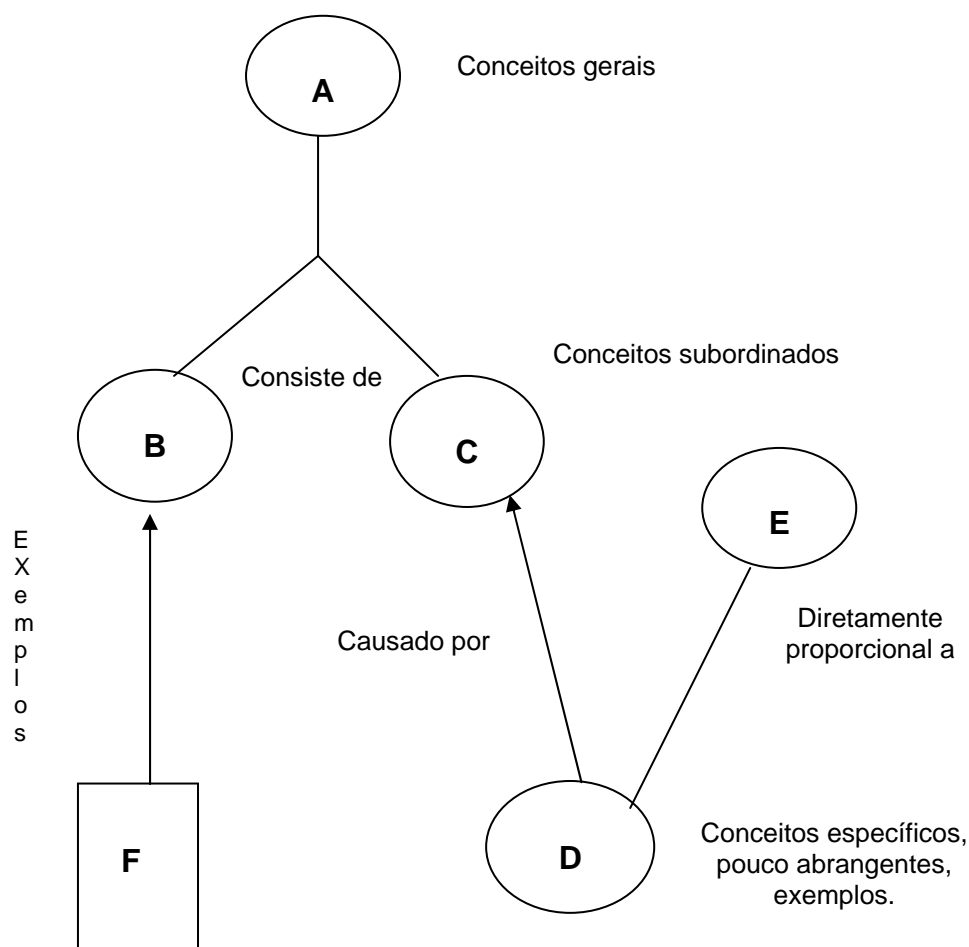 A
Conceitos gerais
Conceitos subordinados
Consiste de
B
C
E
E
X
e
m
p
l
o
s
Causado por
Diretamente
proporcional a
F
D
Conceitos específicos,
pouco abrangentes,
exemplos.